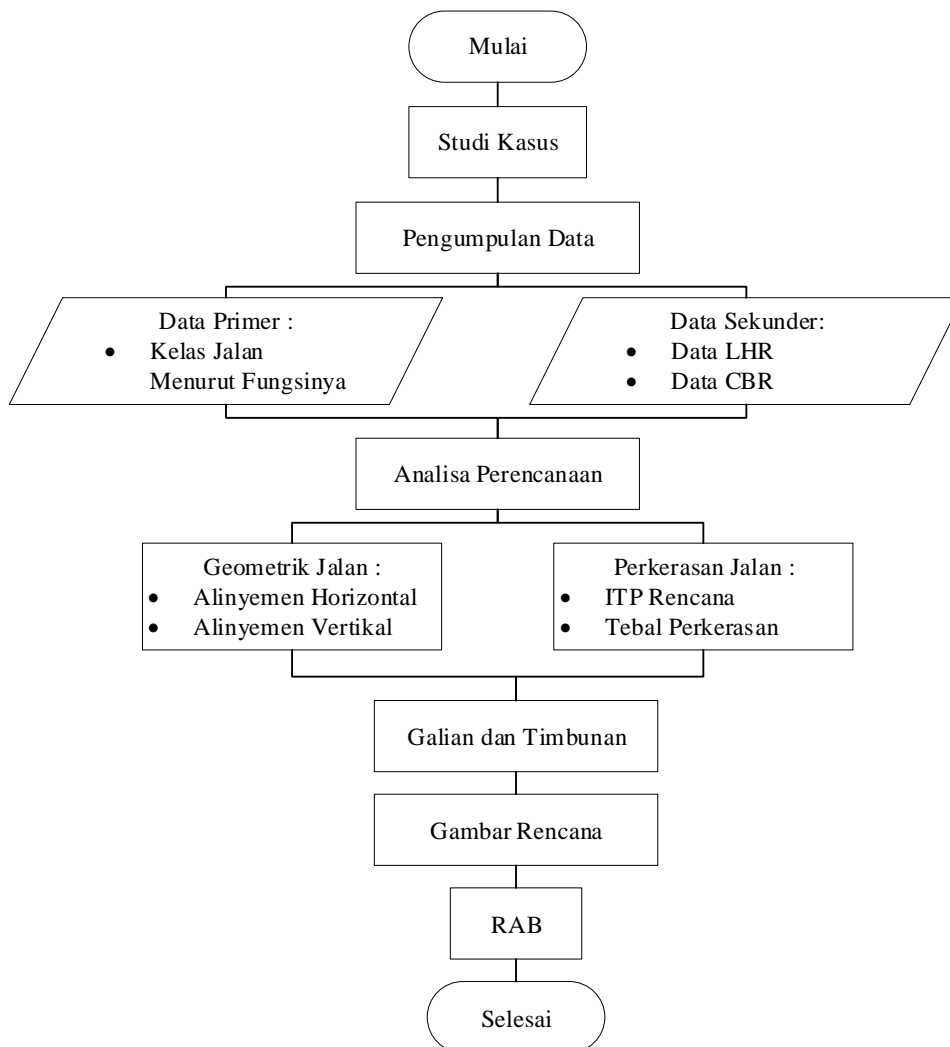 Mulai
Studi Kasus
Pengumpulan Data
Data Primer :
• Kelas Jalan
Menurut Fungsinya
Data Sekunder:
• Data LHR
• Data CBR
Analisa Perencanaan
Geometrik Jalan :
• Alinyemen Horizontal
• Alinyemen Vertikal
Perkerasan Jalan :
• ITP Rencana
• Tebal Perkerasan
Galian dan Timbunan
Gambar Rencana
RAB
Selesai